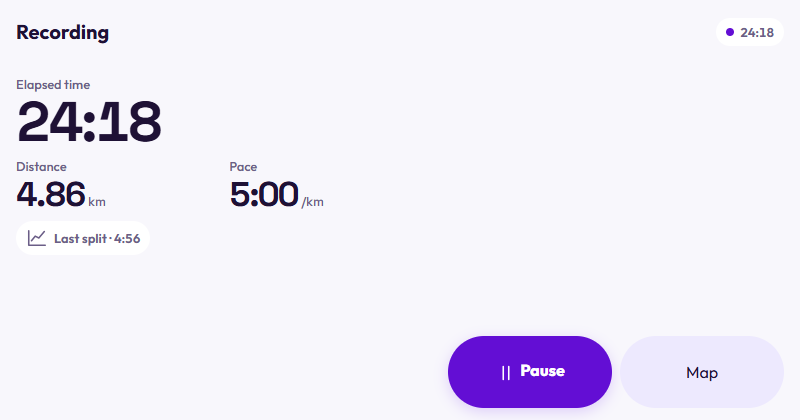 Recording
24:18
Elapsed time
24:18
Distance
4.86 km
Pace
5:00 /km
Last split · 4:56
Pause
Map